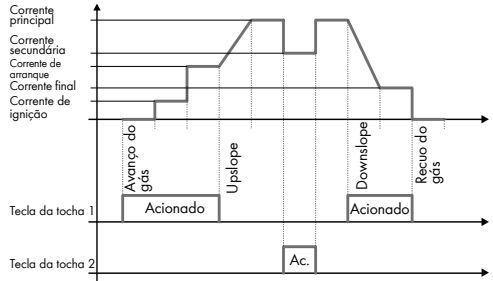 Corrente
principal
Corrente
secundária
Corrente de
arranque
Corrente final
Corrente de
ignição
Avanço do
gás
Upslope
Downslope
Recuo do
gás
Tecla da tocha 1
Acionado
Acionado
Tecla da tocha 2
Ac.